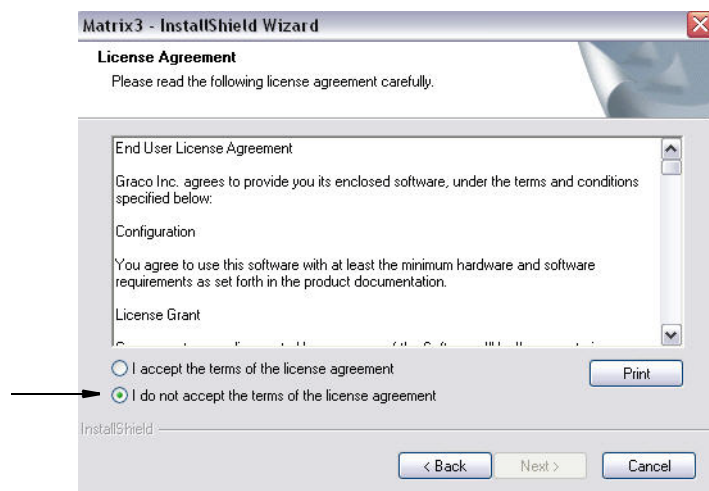 Matrix3 - InstallShield Wizard
License Agreement
Please read the following license agreement carefully.
End User License Agreement
Graco Inc. agrees to provide you its enclosed software, under the terms and conditions
specified below:
Configuration
You agree to use this software with at least the minimum hardware and software
requirements as set forth in the product documentation.
License Grant
I accept the terms of the license agreement
Print
I do not accept the terms of the license agreement
InstallShield
< Back
Next >
Cancel